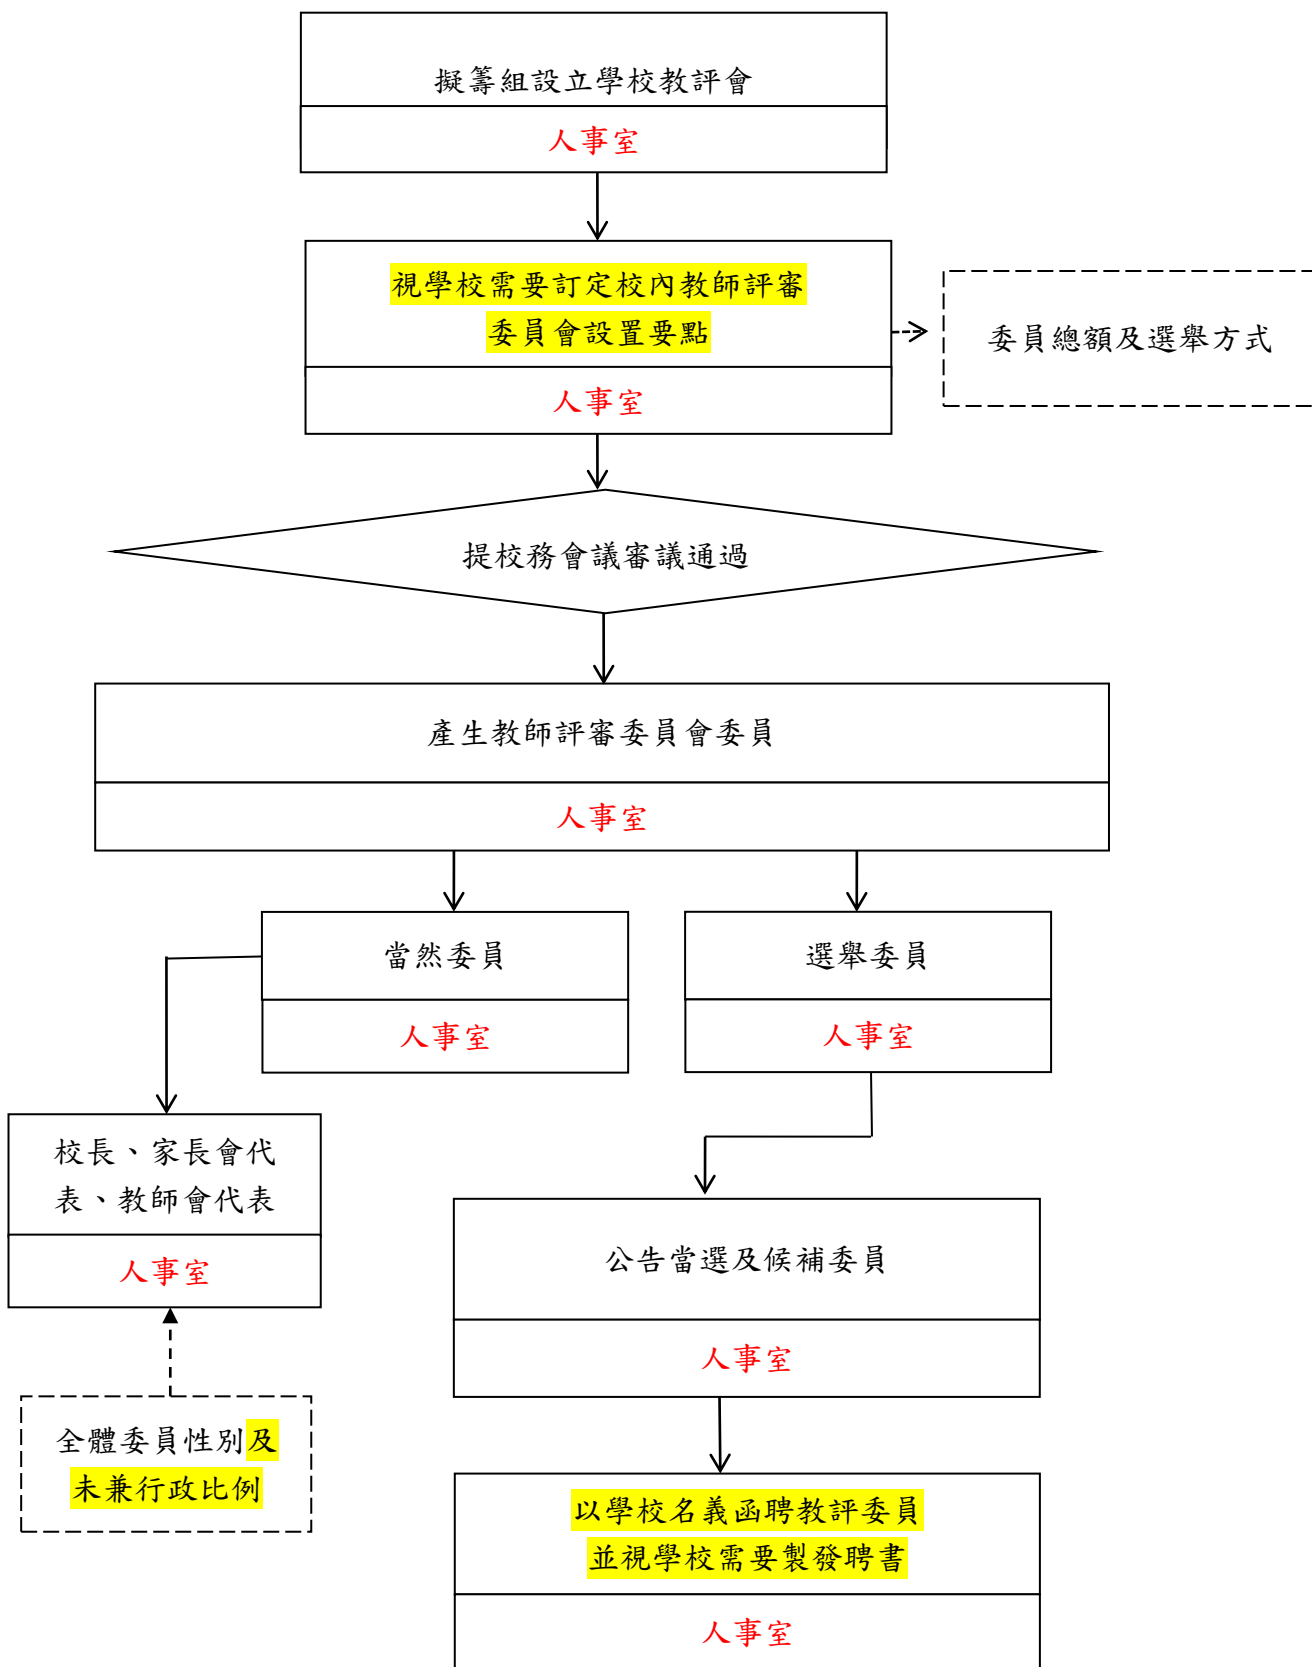 擬籌組設立學校教評會
人事室
視學校需要訂定校內教師評審
委員會設置要點
人事室
委員總額及選舉方式
提校務會議審議通過
產生教師評審委員會委員
人事室
當然委員
人事室
選舉委員
人事室
校長、家長會代
表、教師會代表
人事室
公告當選及候補委員
人事室
全體委員性別及
未兼行政比例
以學校名義函聘教評委員
並視學校需要製發聘書
人事室